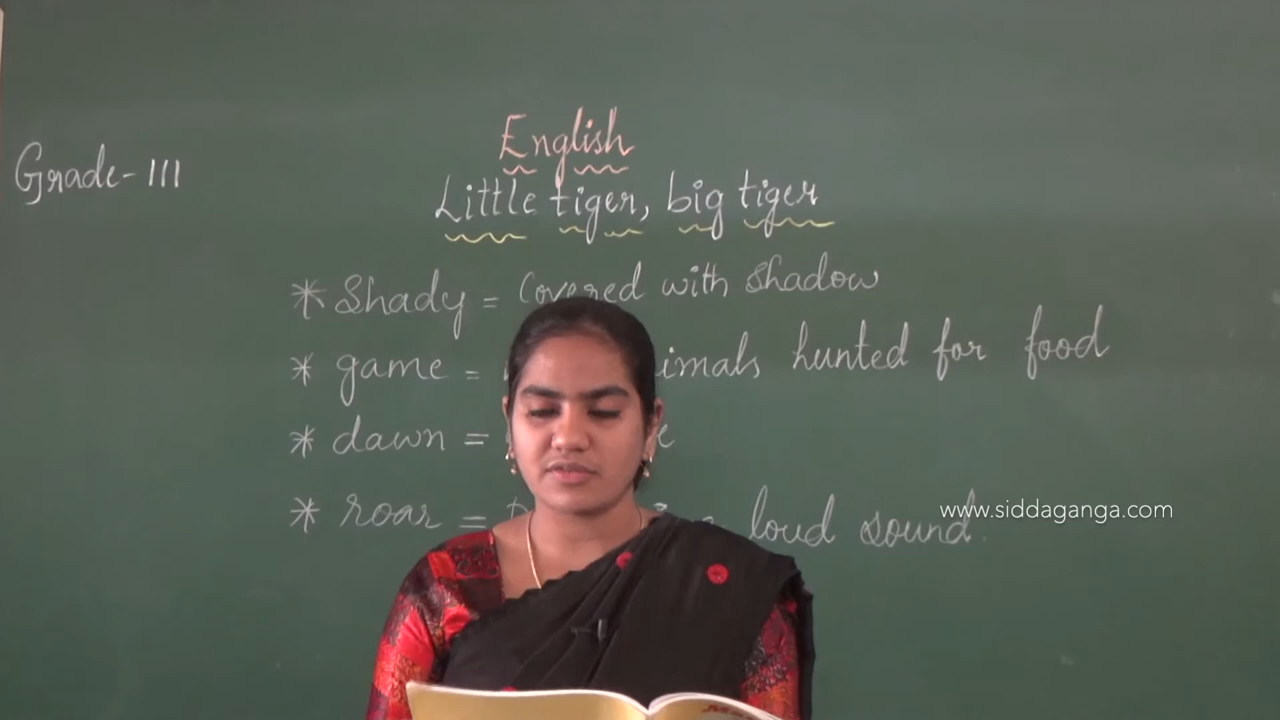 English
Grade-III
Little tiger, big tiger
* Shady = Covered with shadow
* game = hunted for food
* dawn =
* roar = loud sound.
www.siddaganga.com